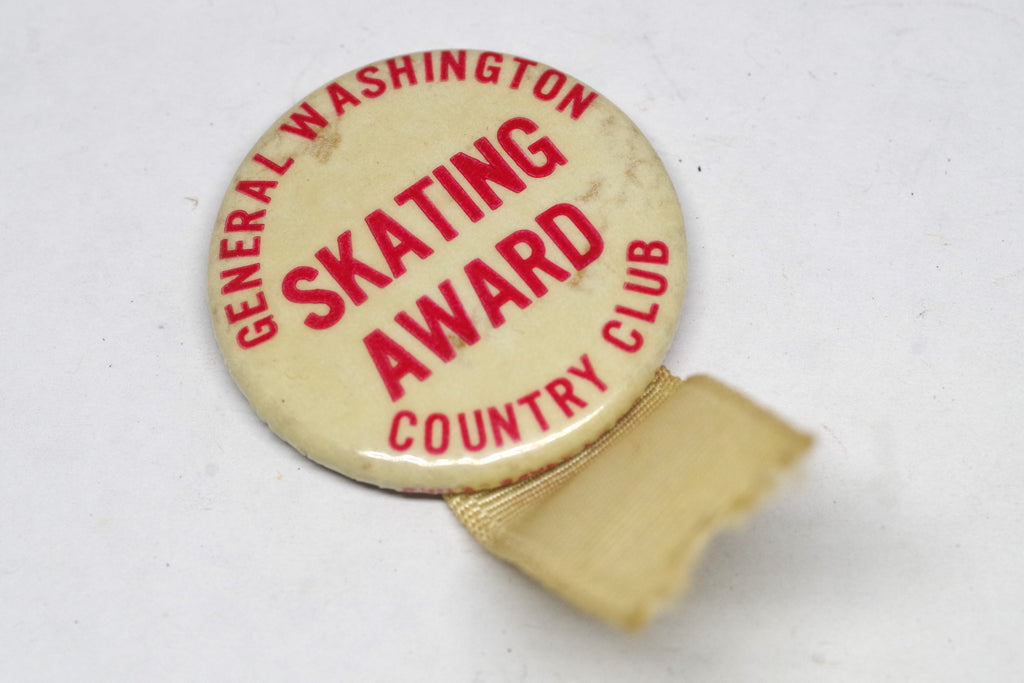 GENERAL WASHINGTON
SKATING
AWARD
COUNTRY CLUB